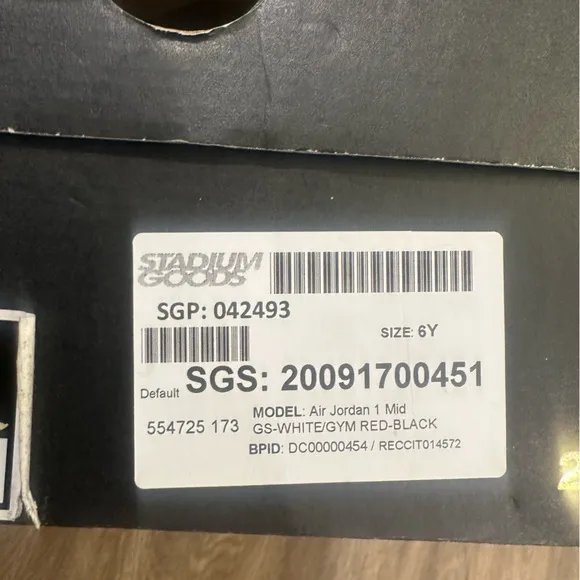 STADIUM
GOODS
SGP: 042493
SIZE: 6Y
Default SGS: 20091700451
MODEL: Air Jordan 1 Mid
554725 173 GS-WHITE/GYM RED-BLACK
BPID: DC00000454 / RECCIT014572